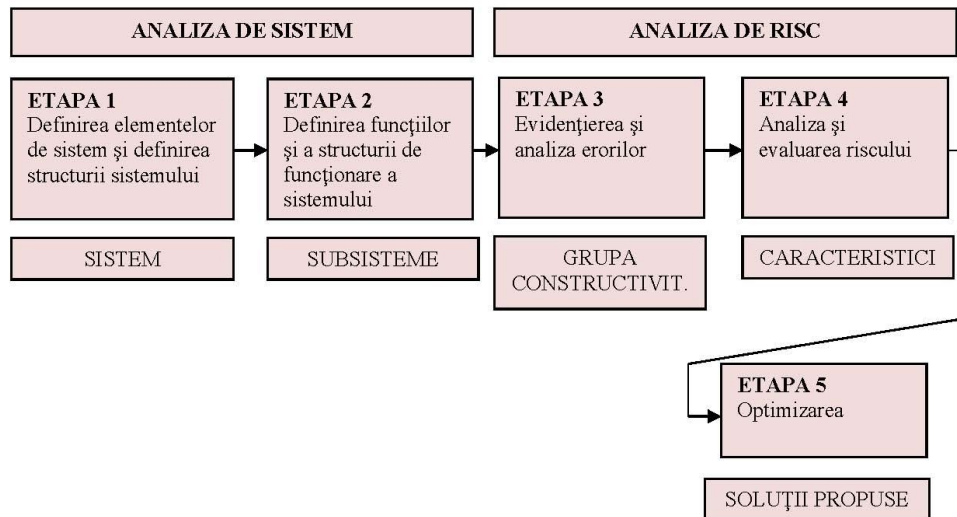 ANALIZA DE SISTEM
ANALIZA DE RISC
ETAPA 1
Definirea elementelor
de sistem şi definirea
structurii sistemului
ETAPA 2
Definirea funcţiilor
şi a structurii de
funcţionare a
sistemului
ETAPA 3
Evidenţierea şi
analiza erorilor
ETAPA 4
Analiza şi
evaluarea riscului
SISTEM
SUBSISTEME
GRUPA
CONSTRUCTIVIT.
CARACTERISTICI
ETAPA 5
Optimizarea
SOLUŢII PROPUSE